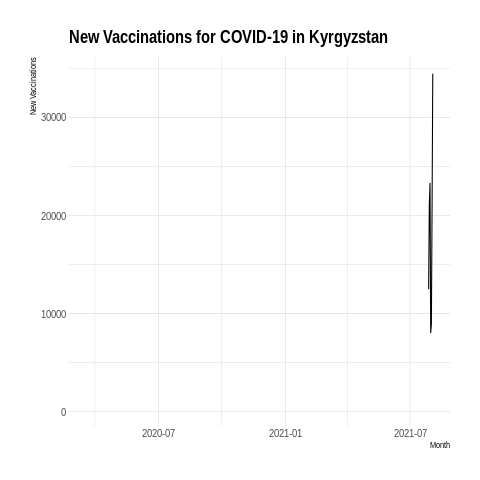 New Vaccinations for COVID-19 in Kyrgyzstan
New Vaccinations
30000
20000
10000
0
2020-07
2021-01
2021-07
Month